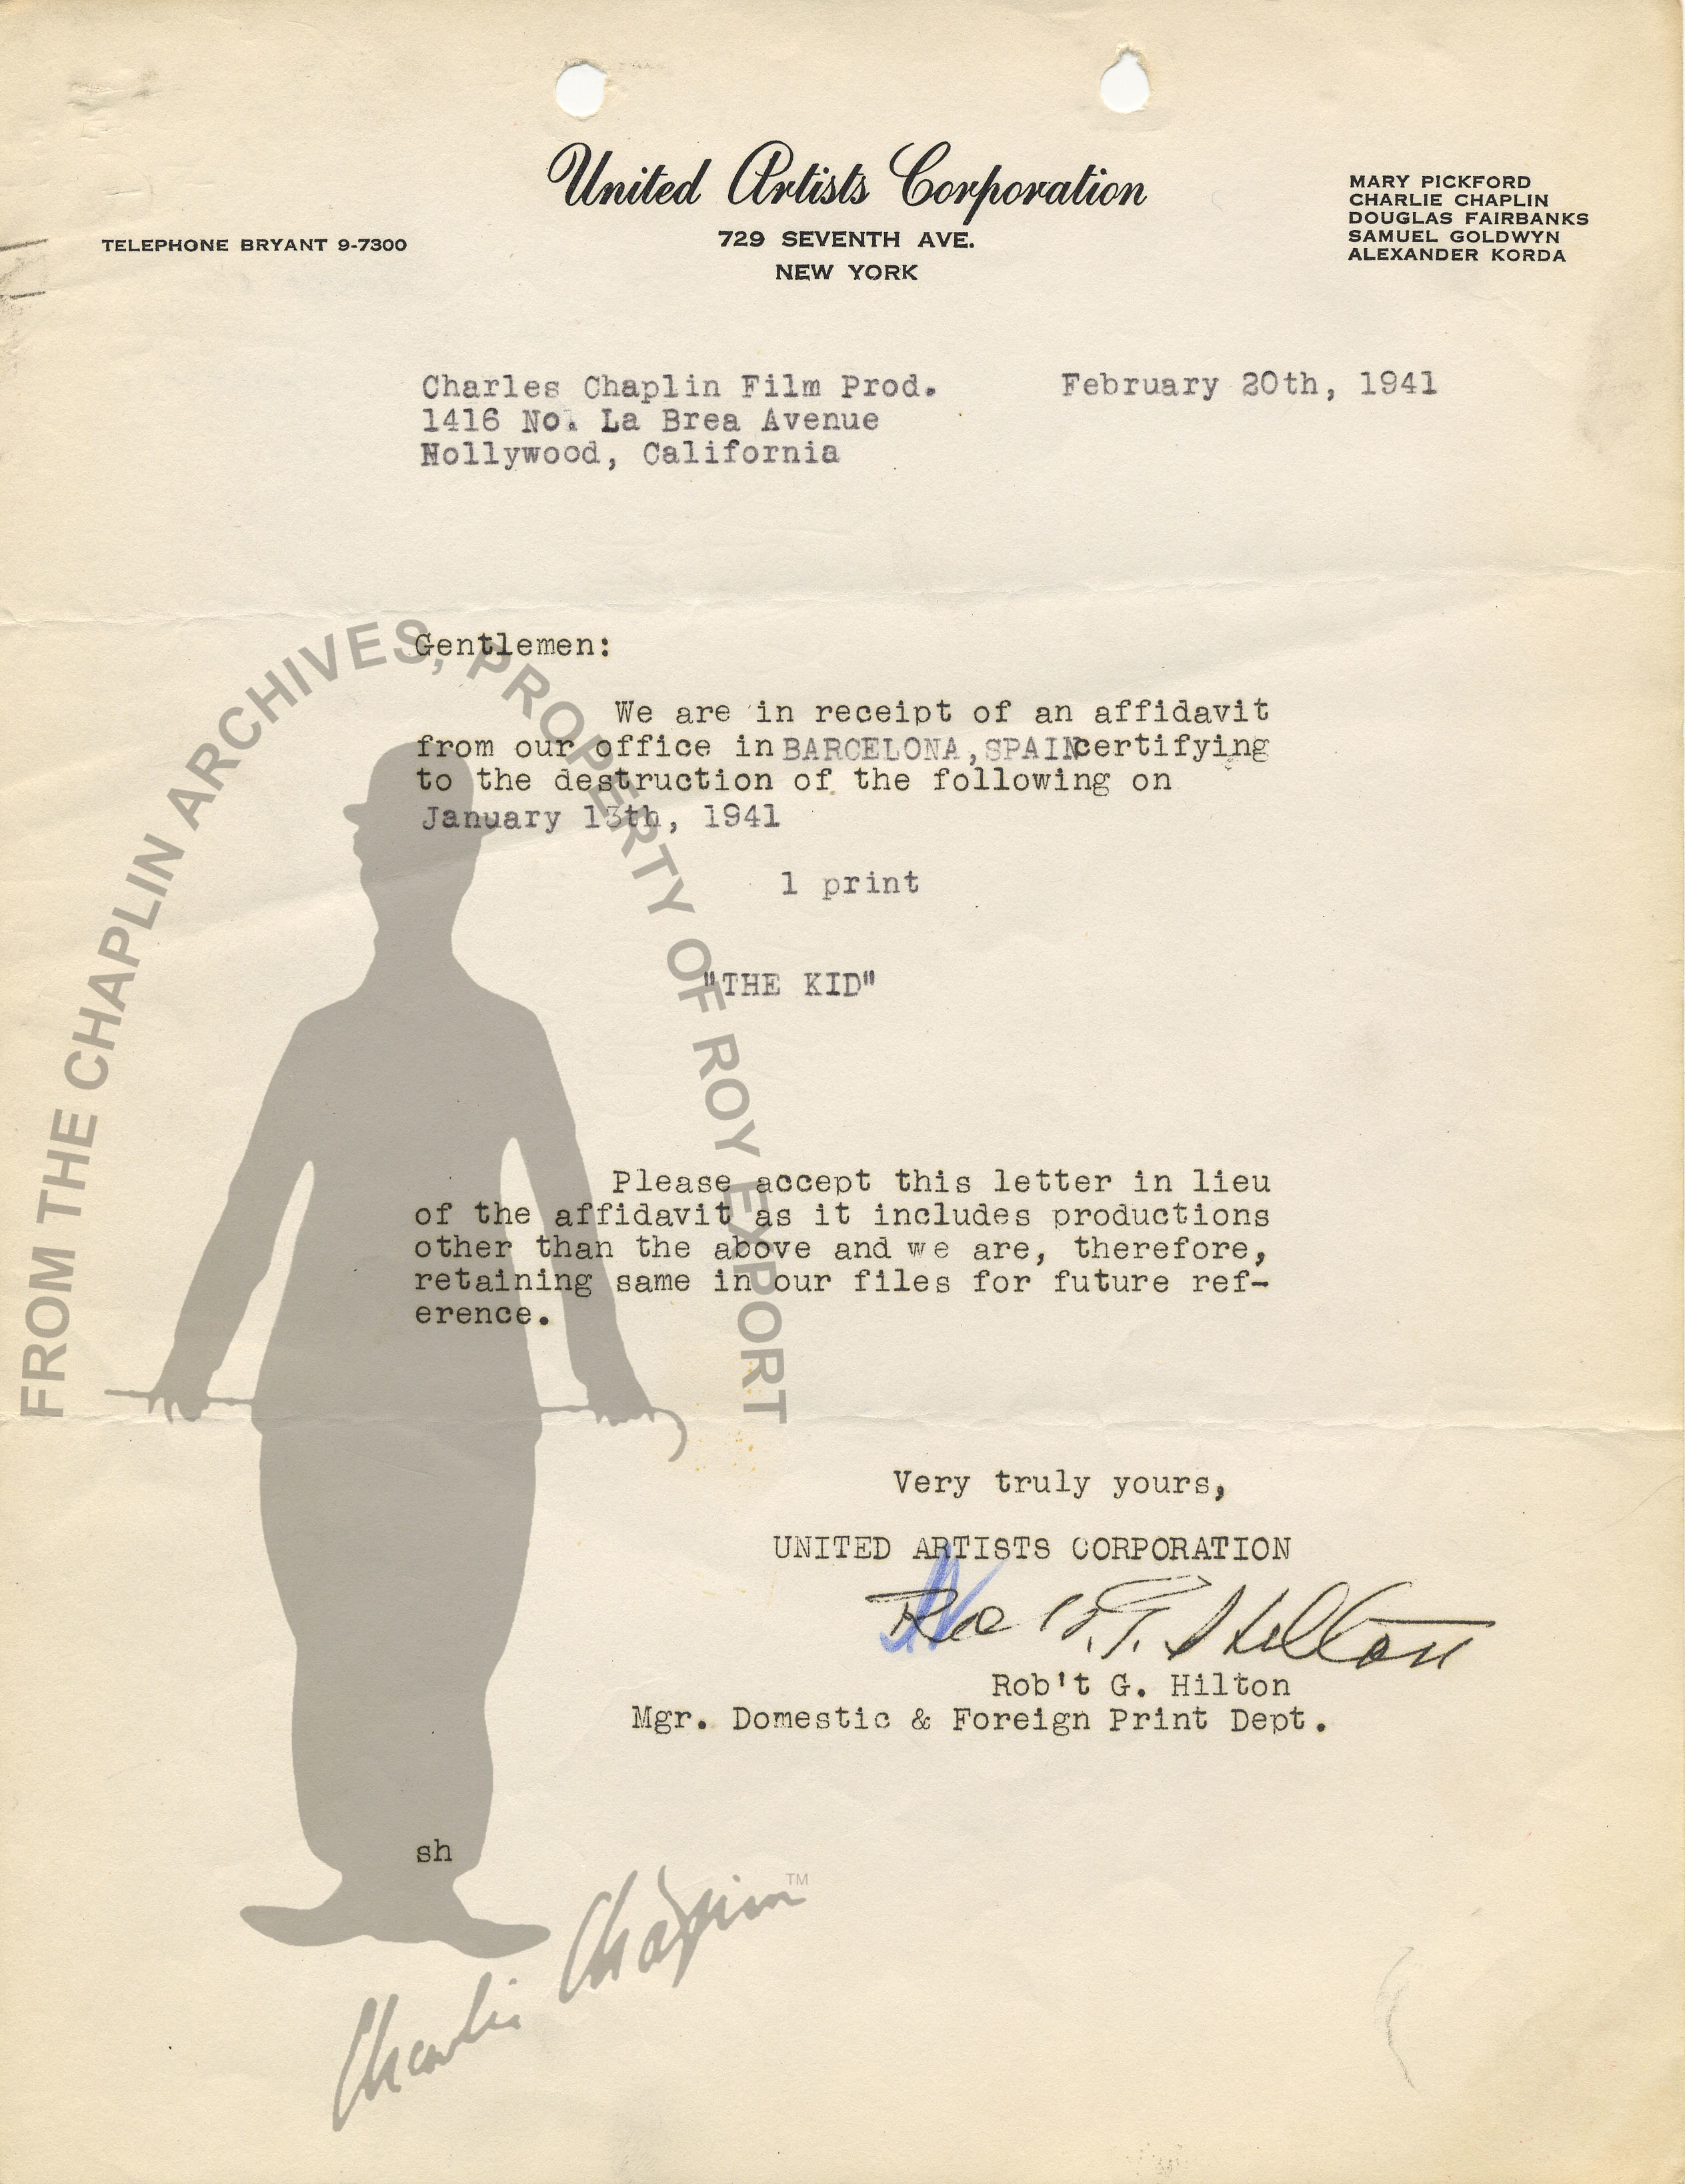 United Artists Corporation
729 SEVENTH AVE.
NEW YORK
TELEPHONE BRYANT 9-7300
MARY PICKFORD
CHARLIE CHAPLIN
DOUGLAS FAIRBANKS
SAMUEL GOLDWYN
ALEXANDER KORDA
Charles Chaplin Film Prod.
1416 No. La Brea Avenue
Hollywood, California
February 20th, 1941
Gentlemen:
We are in receipt of an affidavit
from our office in BARCELONA, SPAIN certifying
to the destruction of the following on
January 13th, 1941
1 print
"THE KID"
Please accept this letter in lieu
of the affidavit as it includes productions
other than the above and we are, therefore,
retaining same in our files for future ref-
erence.
Very truly yours,
UNITED ARTISTS CORPORATION
Rob't G. Hilton
Rob't G. Hilton
Mgr. Domestic & Foreign Print Dept.
sh
FROM THE CHAPLIN ARCHIVES, PROPERTY OF ROY EXPORT
Charlie Chaplin™